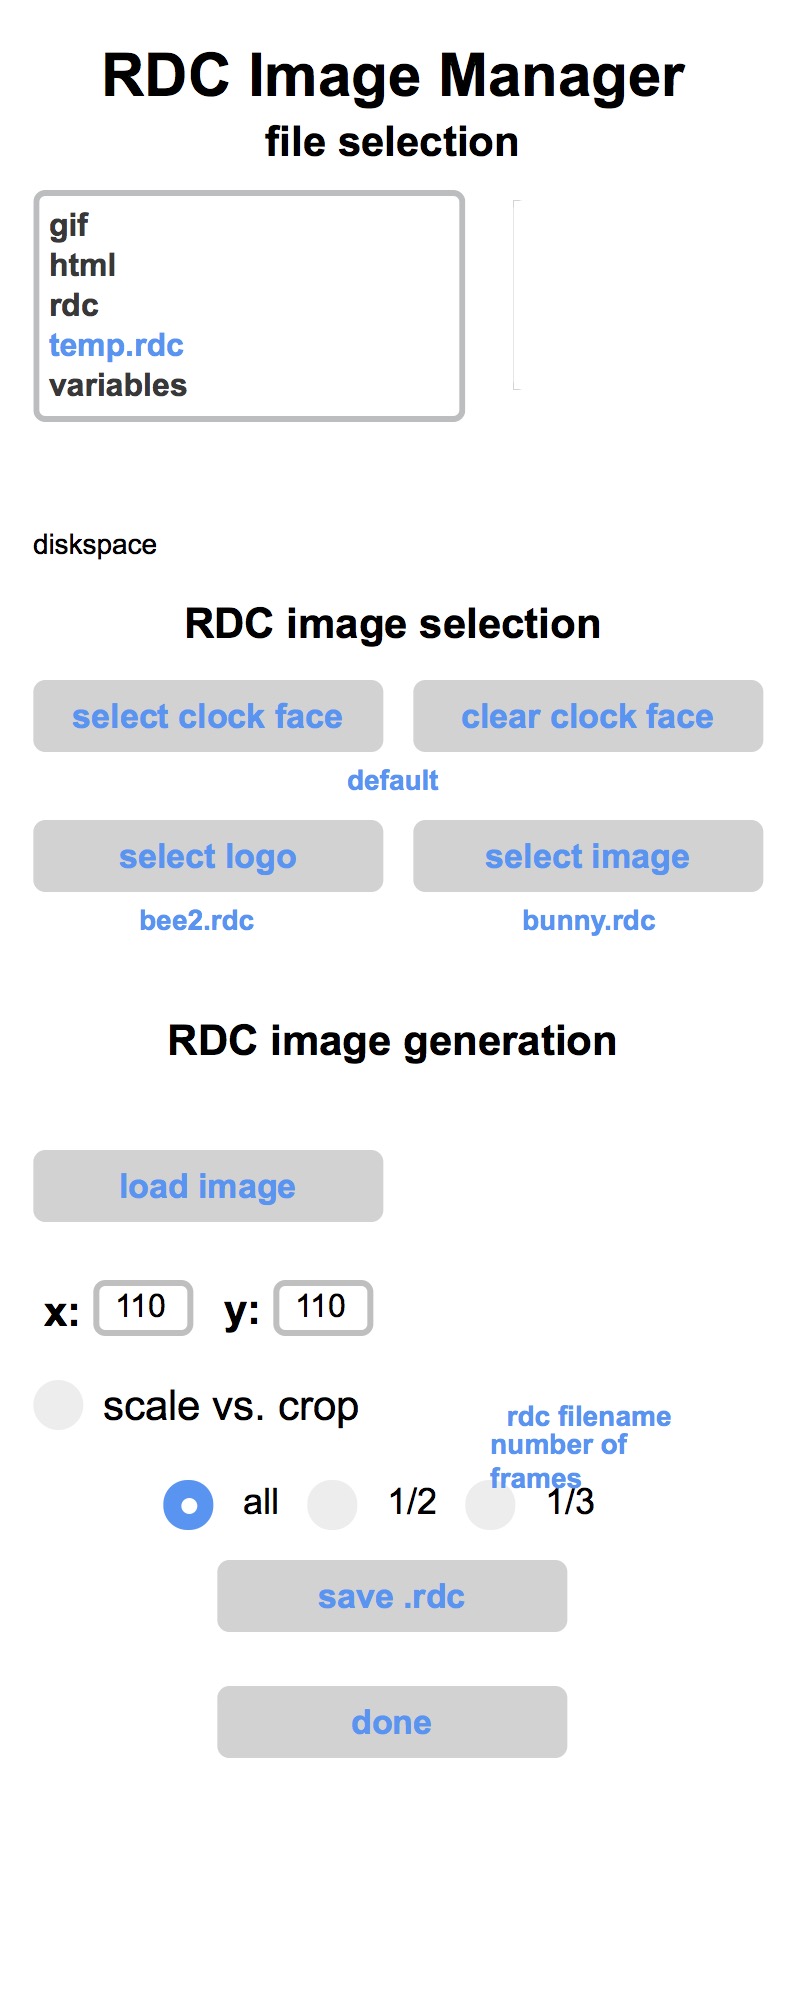 RDC Image Manager
file selection
gif
html
rdc
temp.rdc
variables
diskspace
RDC image selection
select clock face
clear clock face
default
select logo
select image
bee2.rdc
bunny.rdc
RDC image generation
load image
x: 110 y: 110
scale vs. crop
rdc filename
number of
frames
all 1/2 1/3
save .rdc
done